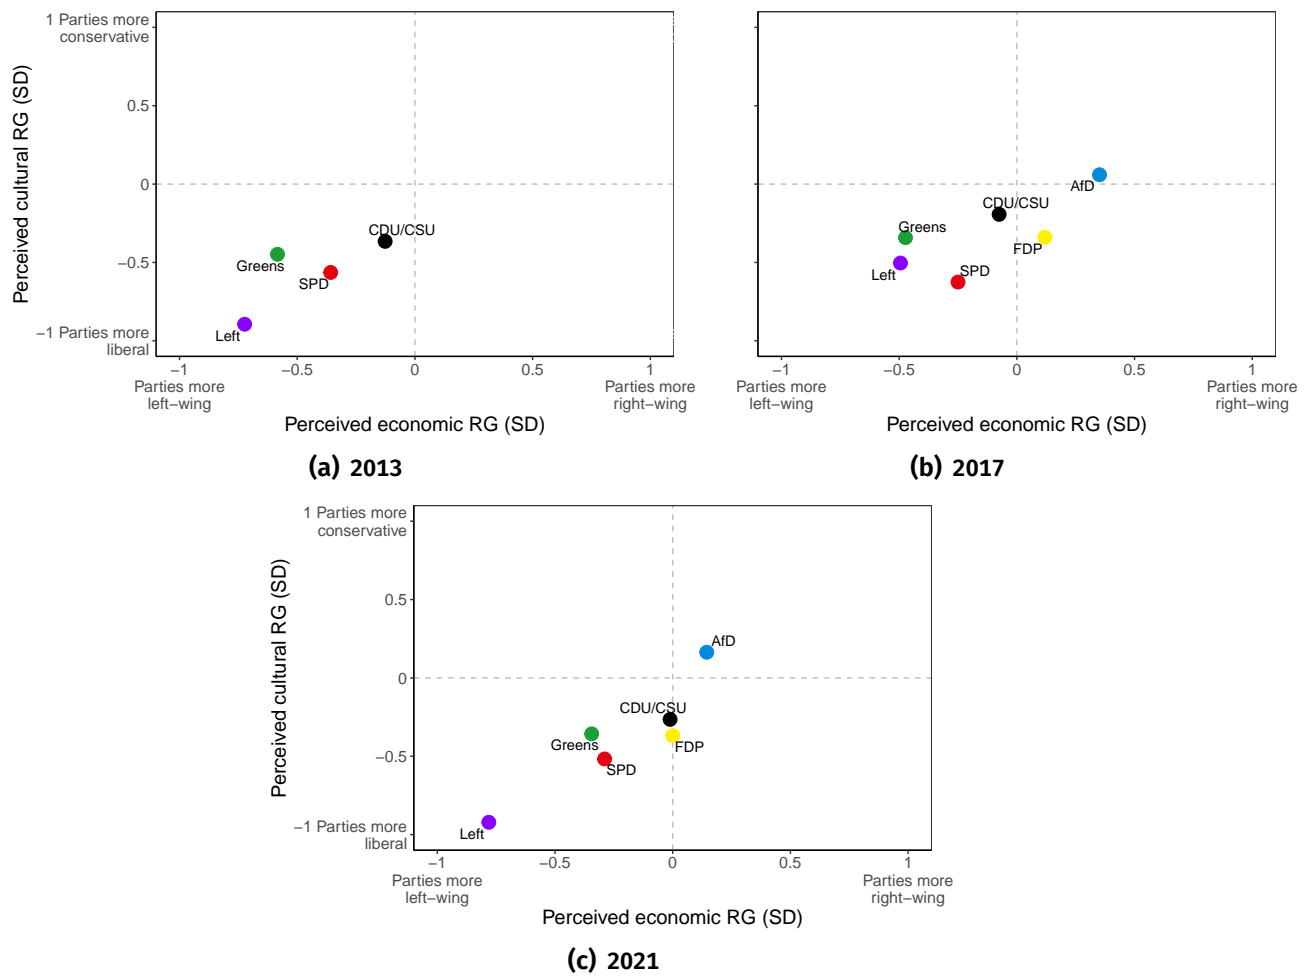 1 Parties more
conservative
0.5
0
−0.5
−1 Parties more
liberal
Perceived cultural RG (SD)
CDU/CSU
Greens
SPD
Left
−1
Parties more
left−wing
−0.5
0
0.5
1
Parties more
right−wing
Perceived economic RG (SD)
(a) 2013
AfD
CDU/CSU
Greens
FDP
Left
SPD
−1
Parties more
left−wing
−0.5
0
0.5
1
Parties more
right−wing
Perceived economic RG (SD)
(b) 2017
1 Parties more
conservative
0.5
0
−0.5
−1 Parties more
liberal
Perceived cultural RG (SD)
AfD
CDU/CSU
Greens
FDP
SPD
Left
−1
Parties more
left−wing
−0.5
0
0.5
1
Parties more
right−wing
Perceived economic RG (SD)
(c) 2021